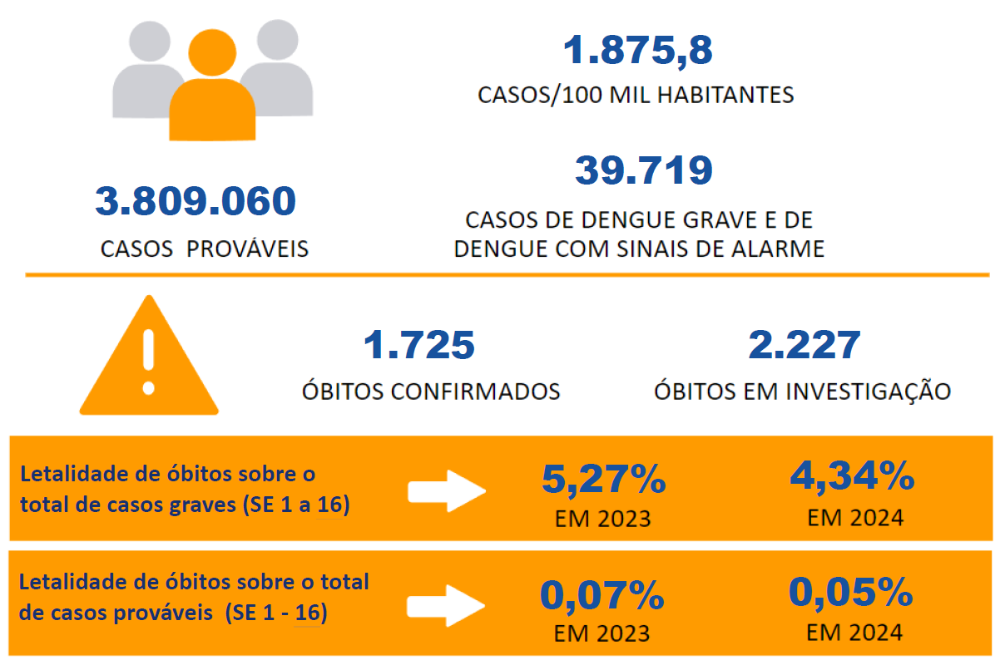 1.875,8
CASOS/100 MIL HABITANTES
3.809.060
CASOS PROVÁVEIS
39.719
CASOS DE DENGUE GRAVE E DE
DENGUE COM SINAIS DE ALARME
1.725
ÓBITOS CONFIRMADOS
2.227
ÓBITOS EM INVESTIGAÇÃO
Letalidade de óbitos sobre o
total de casos graves (SE 1 a 16)
5,27%
EM 2023
4,34%
EM 2024
Letalidade de óbitos sobre o total
de casos prováveis (SE 1 - 16)
0,07%
EM 2023
0,05%
EM 2024